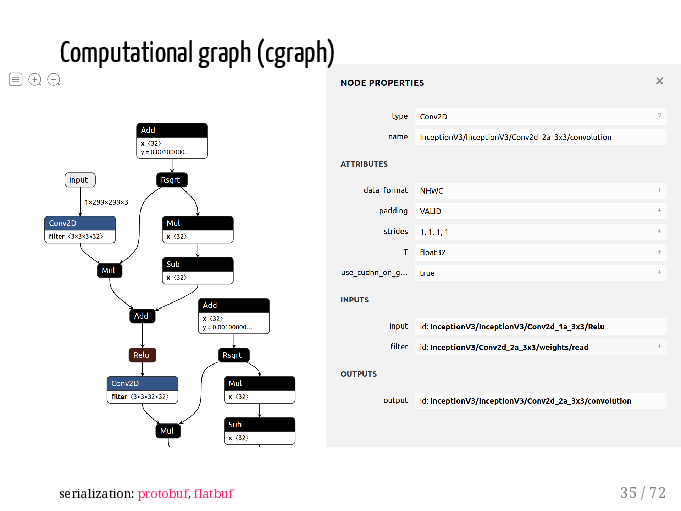 Computational graph (cgraph)
Add
x ⟨32⟩
y = 0.00100000...
Input
Rsqrt
1×299×299×3
Conv2D
filter ⟨3×3×3×32⟩
Mul
x ⟨32⟩
Sub
x ⟨32⟩
Mul
Add
Add
x ⟨32⟩
y = 0.00100000...
Relu
Rsqrt
Conv2D
filter ⟨3×3×32×32⟩
Mul
x ⟨32⟩
Mul
Sub
x ⟨32⟩
NODE PROPERTIES ×
type Conv2D ?
name InceptionV3/InceptionV3/Conv2d_2a_3x3/convolution
ATTRIBUTES
data_format NHWC +
padding VALID +
strides 1, 1, 1, 1 +
T float32 +
use_cudnn_on_g... true +
INPUTS
input id: InceptionV3/InceptionV3/Conv2d_1a_3x3/Relu
filter id: InceptionV3/Conv2d_2a_3x3/weights/read +
OUTPUTS
output id: InceptionV3/InceptionV3/Conv2d_2a_3x3/convolution
serialization: protobuf, flatbuf
35 / 72